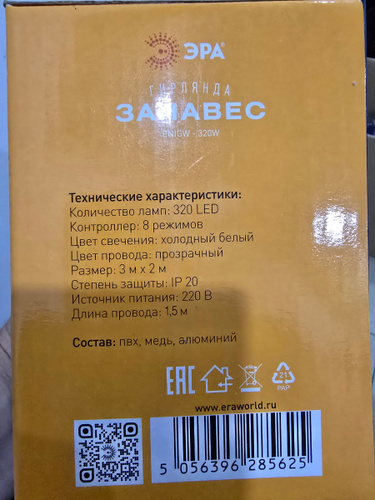 ЭРА
ГИРЛЯНДА
ЗАНАВЕС
ENIGW - 320W
Технические характеристики:
Количество ламп: 320 LED
Контроллер: 8 режимов
Цвет свечения: холодный белый
Цвет провода: прозрачный
Размер: 3 м х 2 м
Степень защиты: IP 20
Источник питания: 220 В
Длина провода: 1,5 м
Состав: пвх, медь, алюминий
EAC
21
PAP
www.eraworld.ru
5 056396 285625